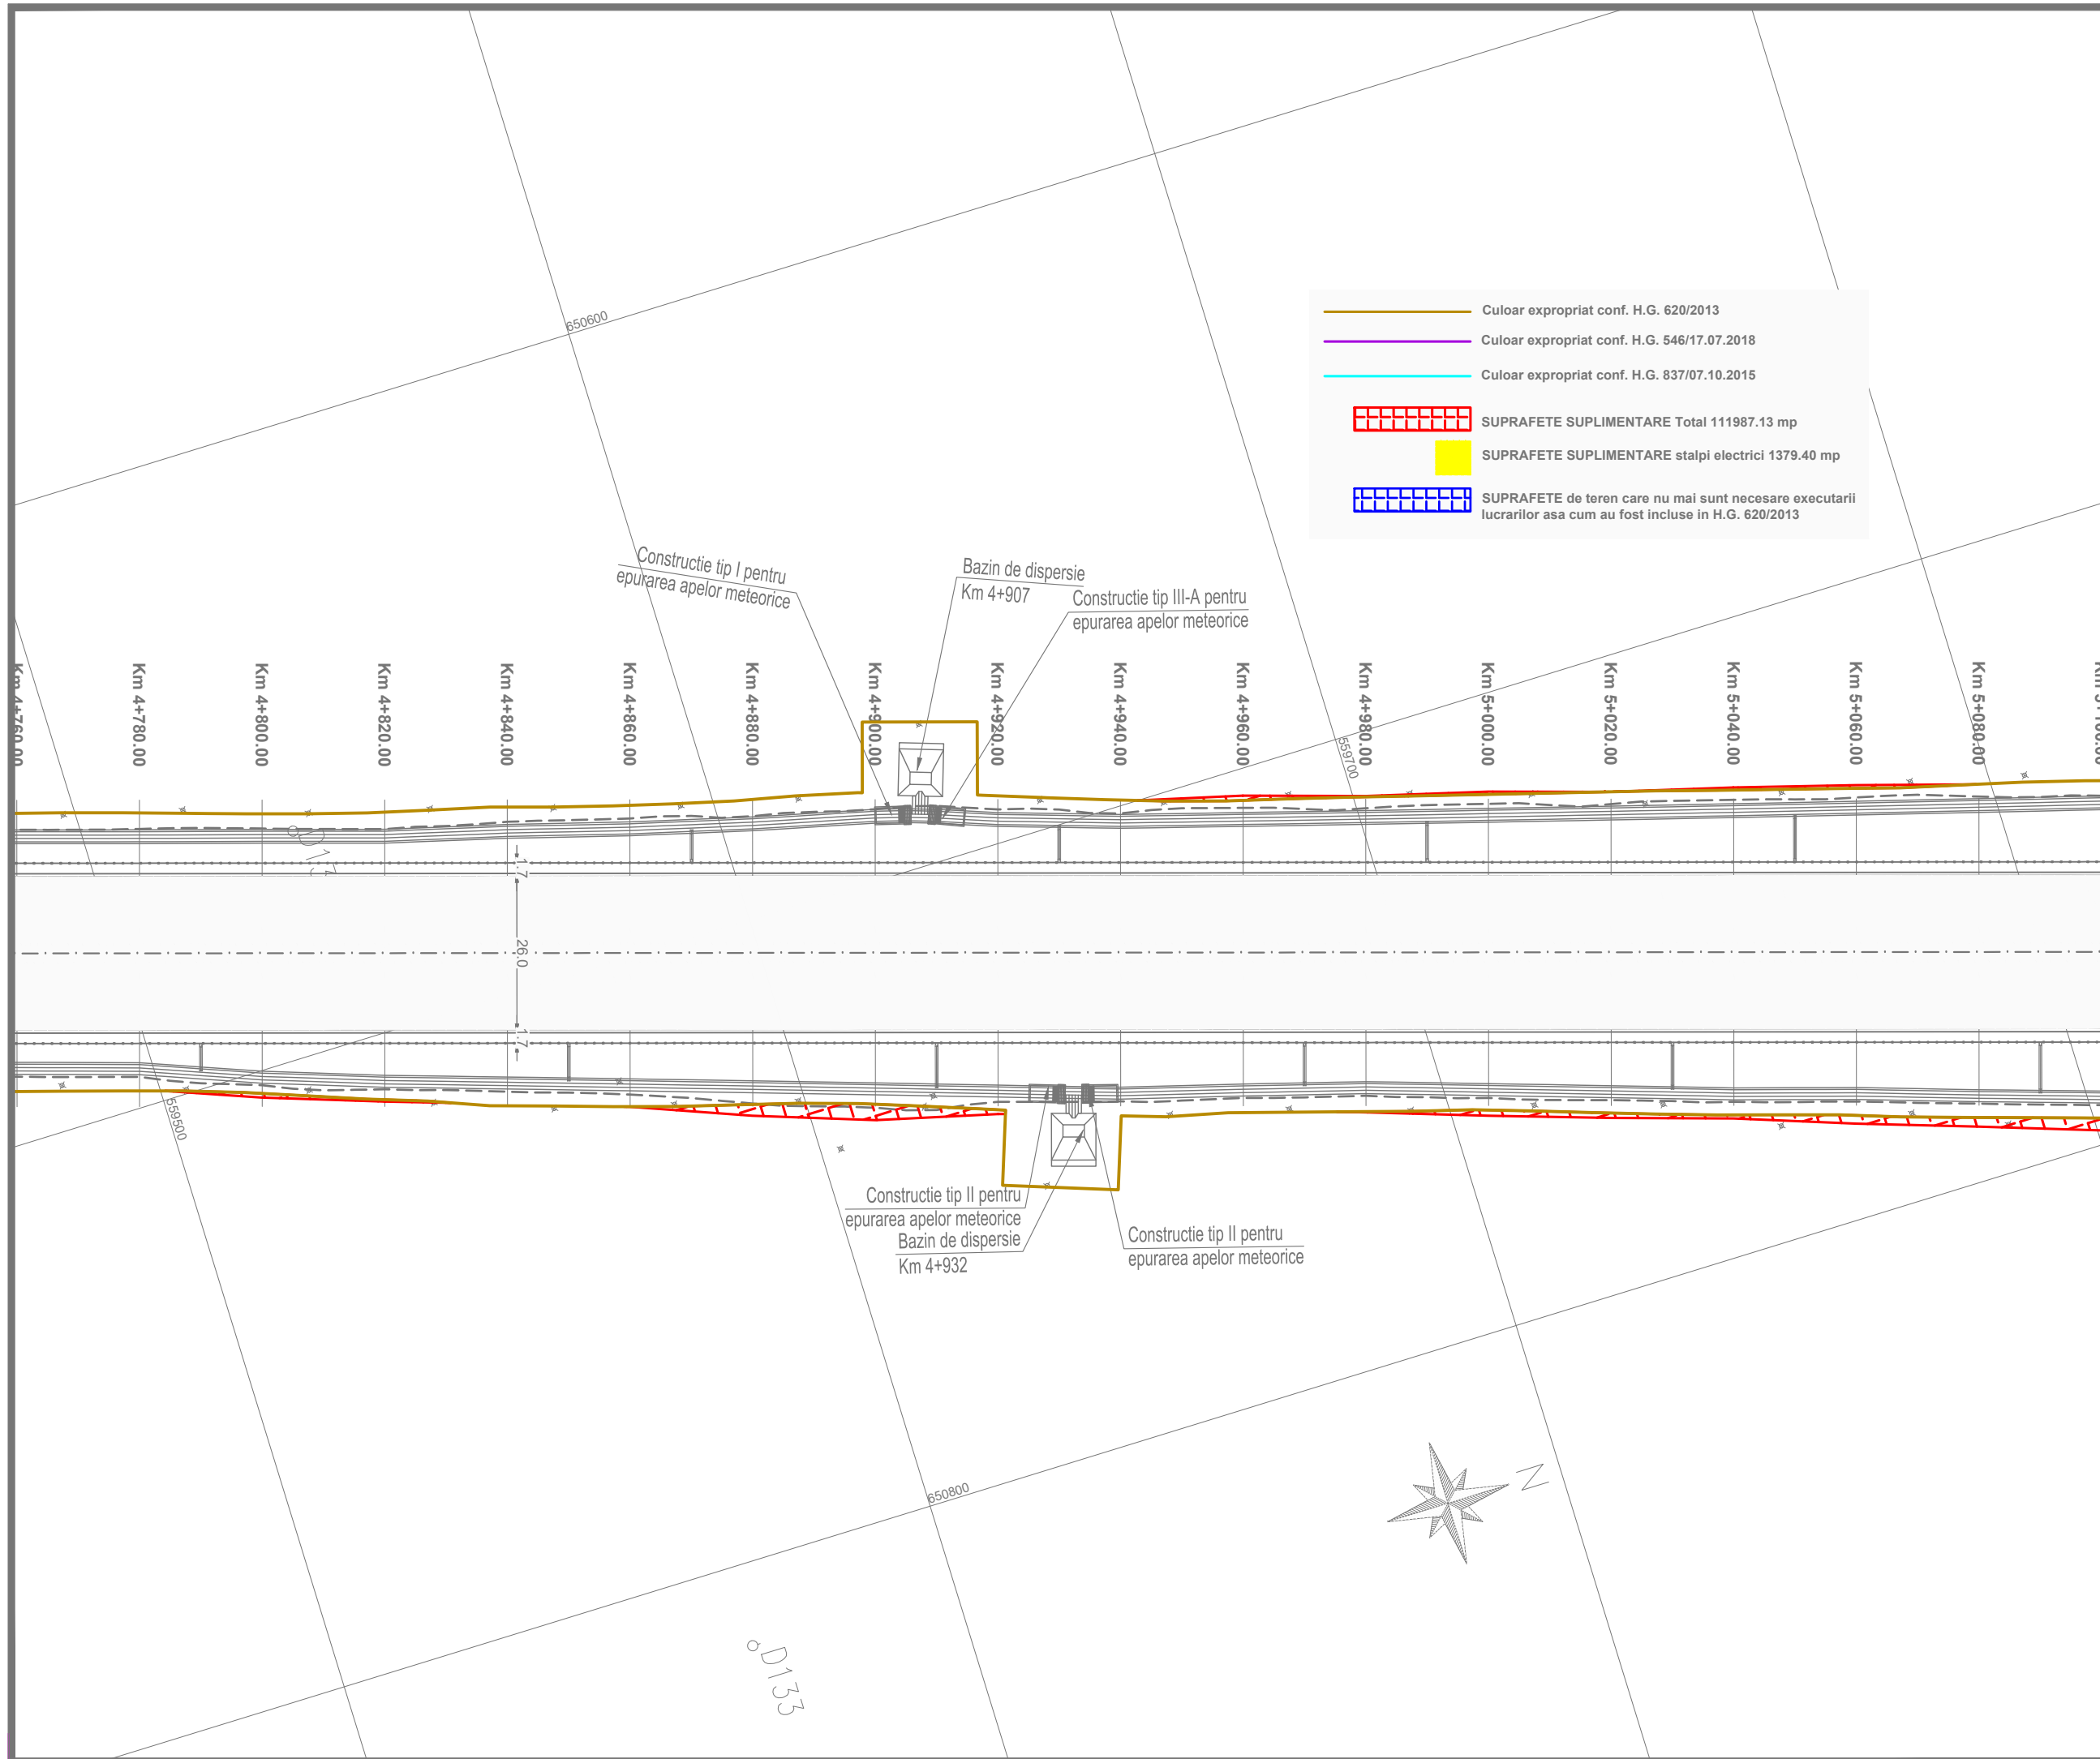 650600
Culoar expropriat conf. H.G. 620/2013
Culoar expropriat conf. H.G. 546/17.07.2018
Culoar expropriat conf. H.G. 837/07.10.2015
SUPRAFETE SUPLIMENTARE Total 111987.13 mp
SUPRAFETE SUPLIMENTARE stalpi electrici 1379.40 mp
SUPRAFETE de teren care nu mai sunt necesare executarii
lucrarilor asa cum au fost incluse in H.G. 620/2013
Constructie tip I pentru
epurarea apelor meteorice
Bazin de dispersie
Km 4+907
Constructie tip III-A pentru
epurarea apelor meteorice
Km 4+760.00
Km 4+780.00
Km 4+800.00
Km 4+820.00
Km 4+840.00
Km 4+860.00
Km 4+880.00
Km 4+900.00
Km 4+920.00
Km 4+940.00
Km 4+960.00
Km 4+980.00
Km 5+000.00
Km 5+020.00
Km 5+040.00
Km 5+060.00
Km 5+080.00
559700
1.7
26.0
1.7
559500
Constructie tip II pentru
epurarea apelor meteorice
Bazin de dispersie
Km 4+932
Constructie tip II pentru
epurarea apelor meteorice
650800
N
D133